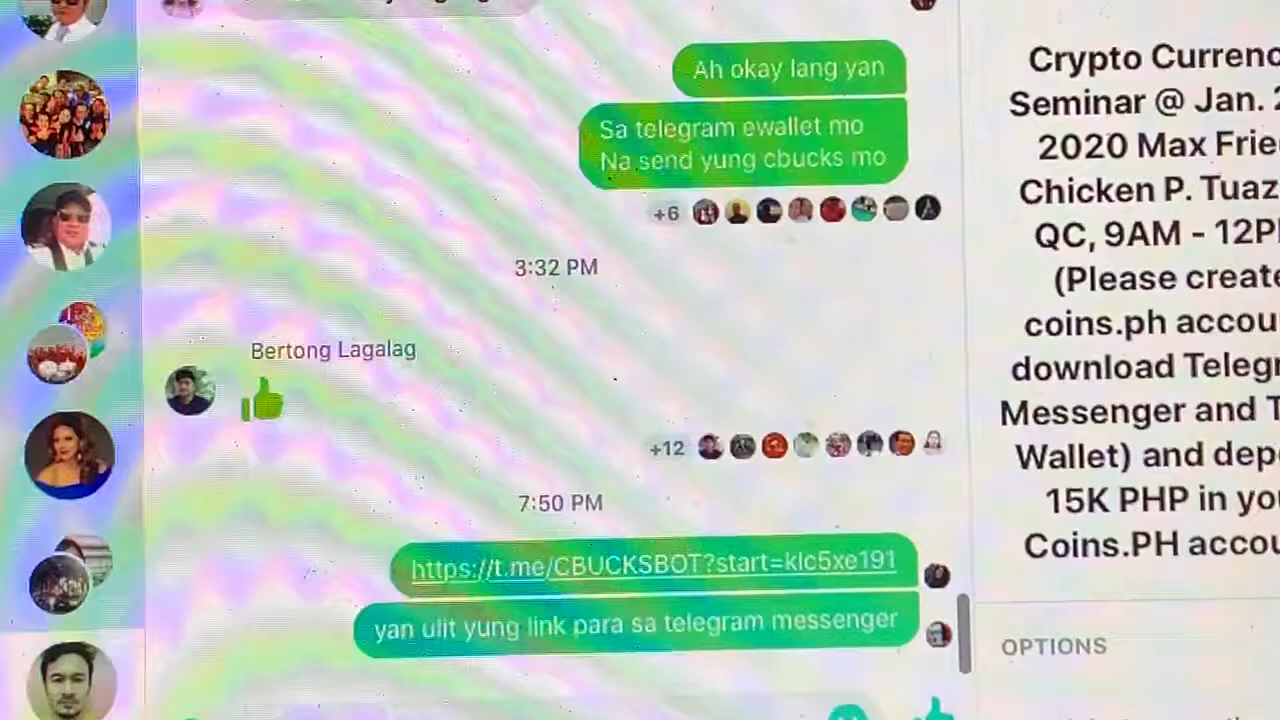 Ah okay lang yan
Sa telegram ewallet mo
Na send yung cbucks mo
+6
3:32 PM
Bertong Lagalag
+12
7:50 PM
https://t.me/CBUCKSBOT?start=klc5xe191
yan ulit yung link para sa telegram messenger
Crypto Currenc
Seminar @ Jan. 2
2020 Max Frie
Chicken P. Tuaz
QC, 9AM - 12P
(Please create
coins.ph accou
download Telegr
Messenger and T
Wallet) and dep
15K PHP in yo
Coins.PH accou
OPTIONS